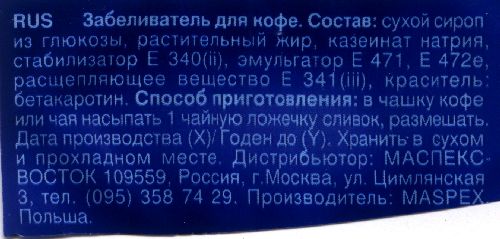 RUS Забеливатель для кофе. Состав: сухой сироп
из глюкозы, растительный жир, казеинат натрия,
стабилизатор Е 340(ii), эмульгатор Е 471, Е 472е,
расщепляющее вещество Е 341(iii), краситель:
бетакаротин. Способ приготовления: в чашку кофе
или чая насыпать 1 чайную ложечку сливок, размешать.
Дата производства (X)/ Годен до (Y). Хранить в сухом
и прохладном месте. Дистрибьютор: МАСПЕКС-
ВОСТОК 109559, Россия, г.Москва, ул. Цимлянская
3, тел. (095) 358 74 29. Производитель: MASPEX,
Польша.